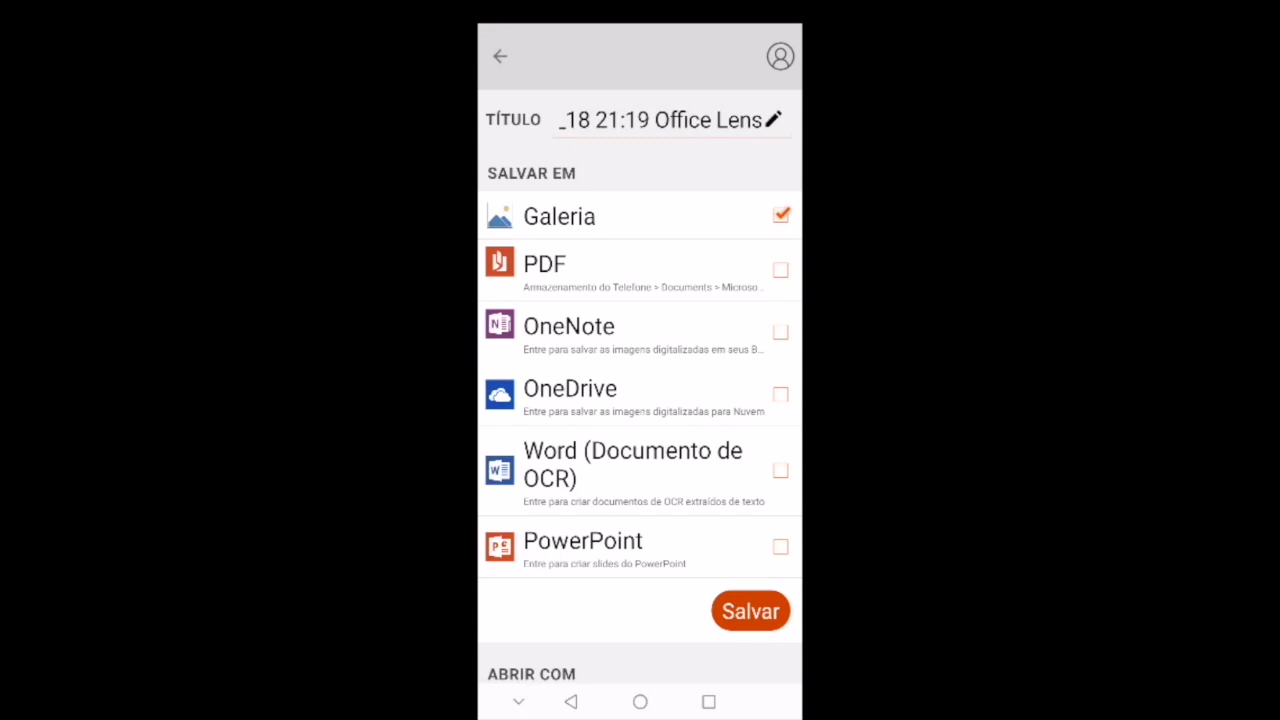 TÍTULO _18 21:19 Office Lens
SALVAR EM
Galeria
PDF
Armazenamento do Telefone > Documents > Microso...
OneNote
Entre para salvar as imagens digitalizadas em seus B...
OneDrive
Entre para salvar as imagens digitalizadas para Nuvem
Word (Documento de
OCR)
Entre para criar documentos de OCR extraídos de texto
PowerPoint
Entre para criar slides do PowerPoint
Salvar
ABRIR COM